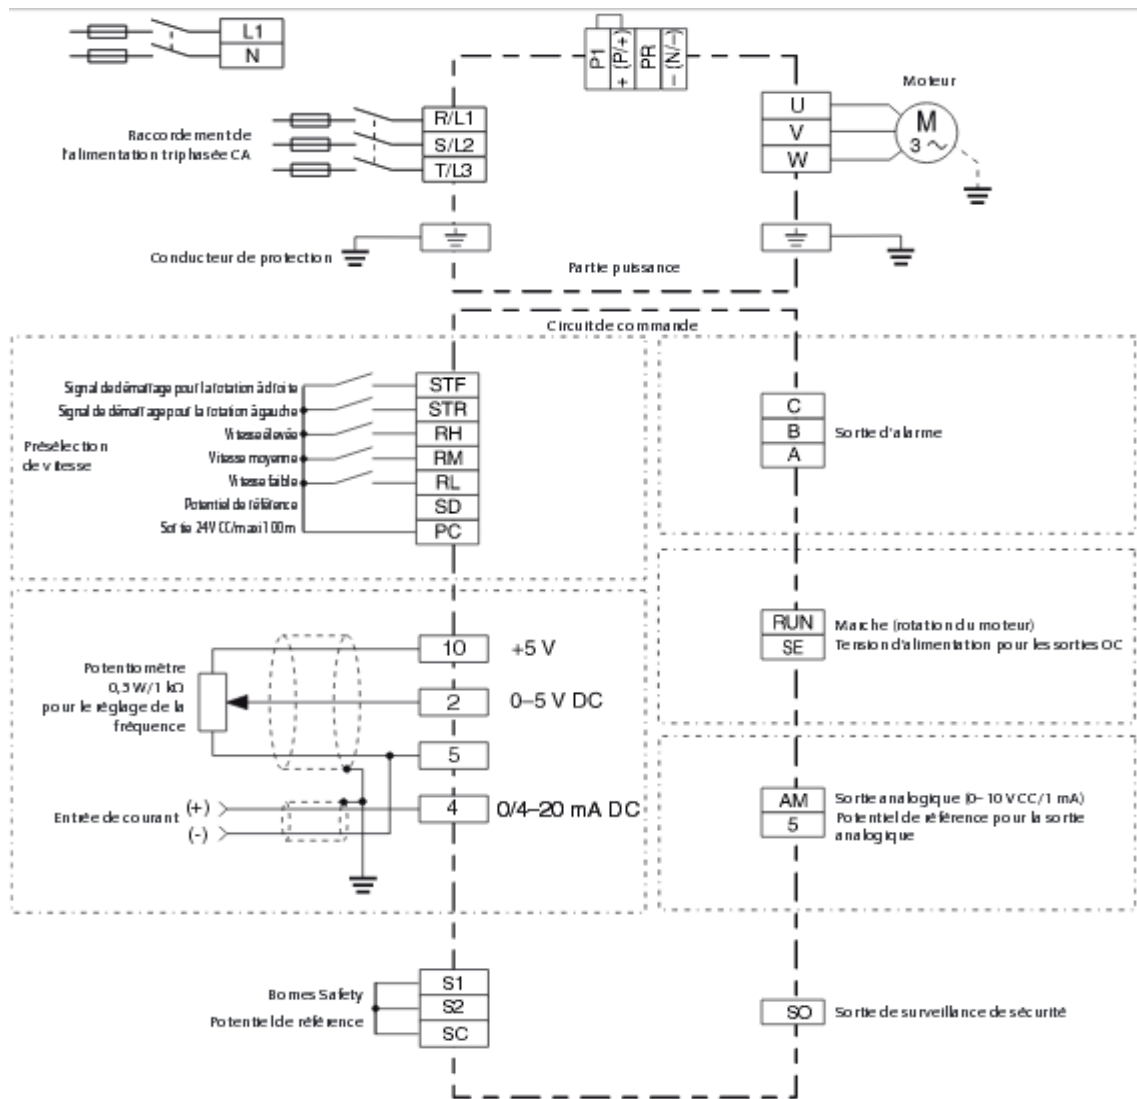 L1
N
P1
+ (P/+)
PR
– (N/–)
Moteur
R/L1
S/L2
T/L3
Raccordement de
l'alimentation triphasée CA
U
V
W
M
3 ~
Conducteur de protection
Partie puissance
Circuit de commande
Signal de démarrage pour la rotation à droite
STF
Signal de démarrage pour la rotation à gauche
STR
Vitesse élevée
RH
Présélection
de vitesse
Vitesse moyenne
RM
Vitesse faible
RL
Potentiel de référence
SD
Sortie 24V CC/maxi 100m
PC
C
B
A
Sortie d'alarme
RUN
SE
Marche (rotation du moteur)
Tension d'alimentation pour les sorties OC
Potentiomètre
0,3 W/1 kΩ
pour le réglage de la
fréquence
10
+5 V
2
0–5 V DC
5
4
0/4–20 mA DC
Entrée de courant
(+)
(-)
AM
5
Sortie analogique (0–10 V CC/1 mA)
Potentiel de référence pour la sortie
analogique
Bornes Safety
Potentiel de référence
S1
S2
SC
SO
Sortie de surveillance de sécurité